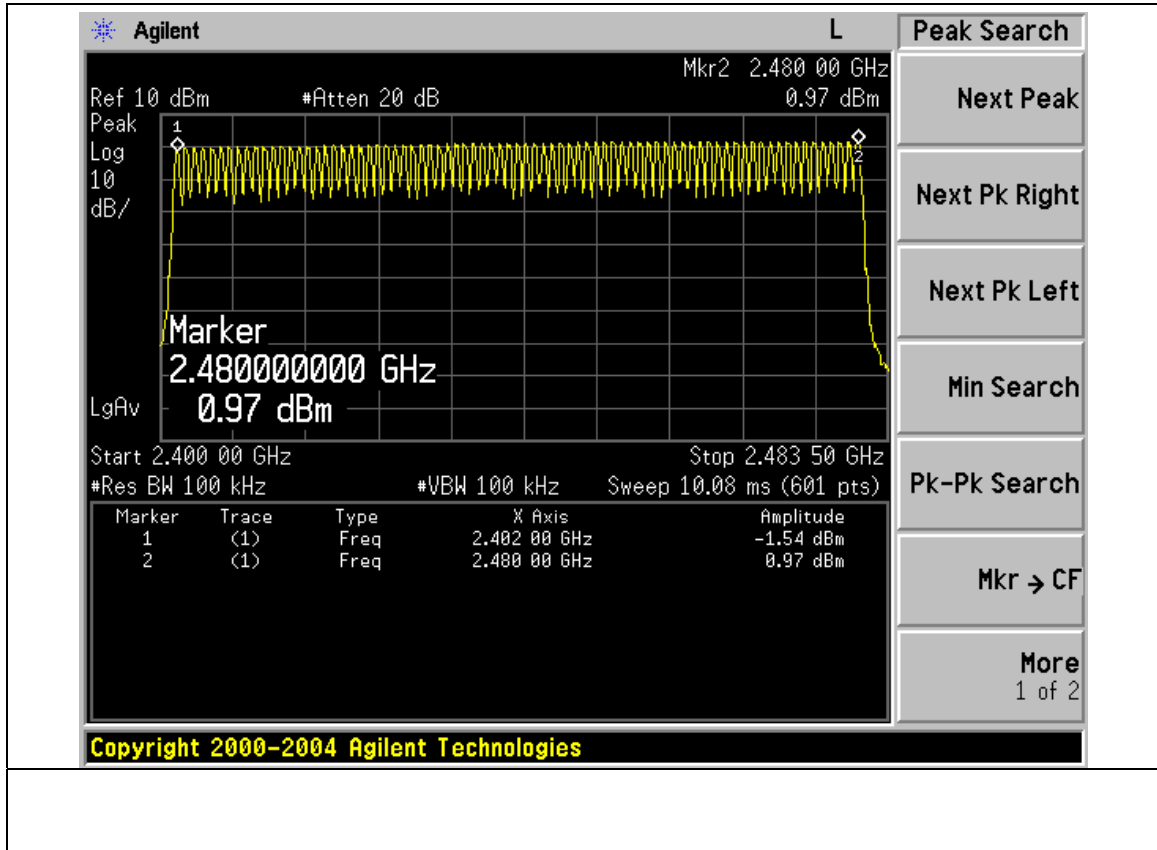 Agilent L
Peak Search
Mkr2 2.480 00 GHz
Ref 10 dBm #Atten 20 dB 0.97 dBm
Peak
Log
10
dB/
1
2
Marker
2.480000000 GHz
0.97 dBm
LgAv
Start 2.400 00 GHz Stop 2.483 50 GHz
#Res BW 100 kHz #VBW 100 kHz Sweep 10.08 ms (601 pts)
Marker Trace Type X Axis Amplitude
1 (1) Freq 2.402 00 GHz -1.54 dBm
2 (1) Freq 2.480 00 GHz 0.97 dBm
Next Peak
Next Pk Right
Next Pk Left
Min Search
Pk-Pk Search
Mkr → CF
More
1 of 2
Copyright 2000-2004 Agilent Technologies